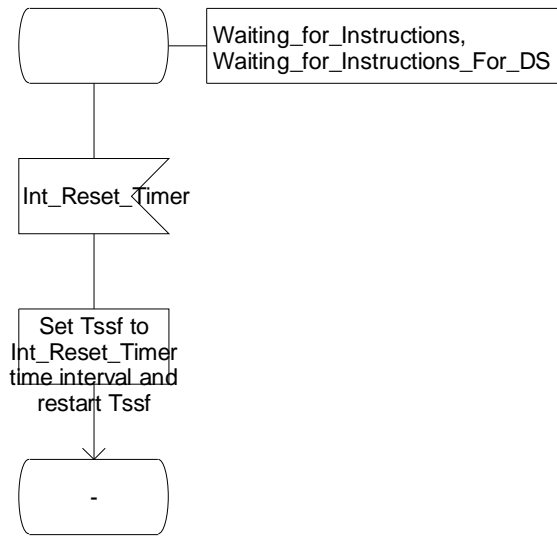 Waiting_for_Instructions,
Waiting_for_Instructions_For_DS
Int_Reset_Timer
Set Tssf to
Int_Reset_Timer
time interval and
restart Tssf
-